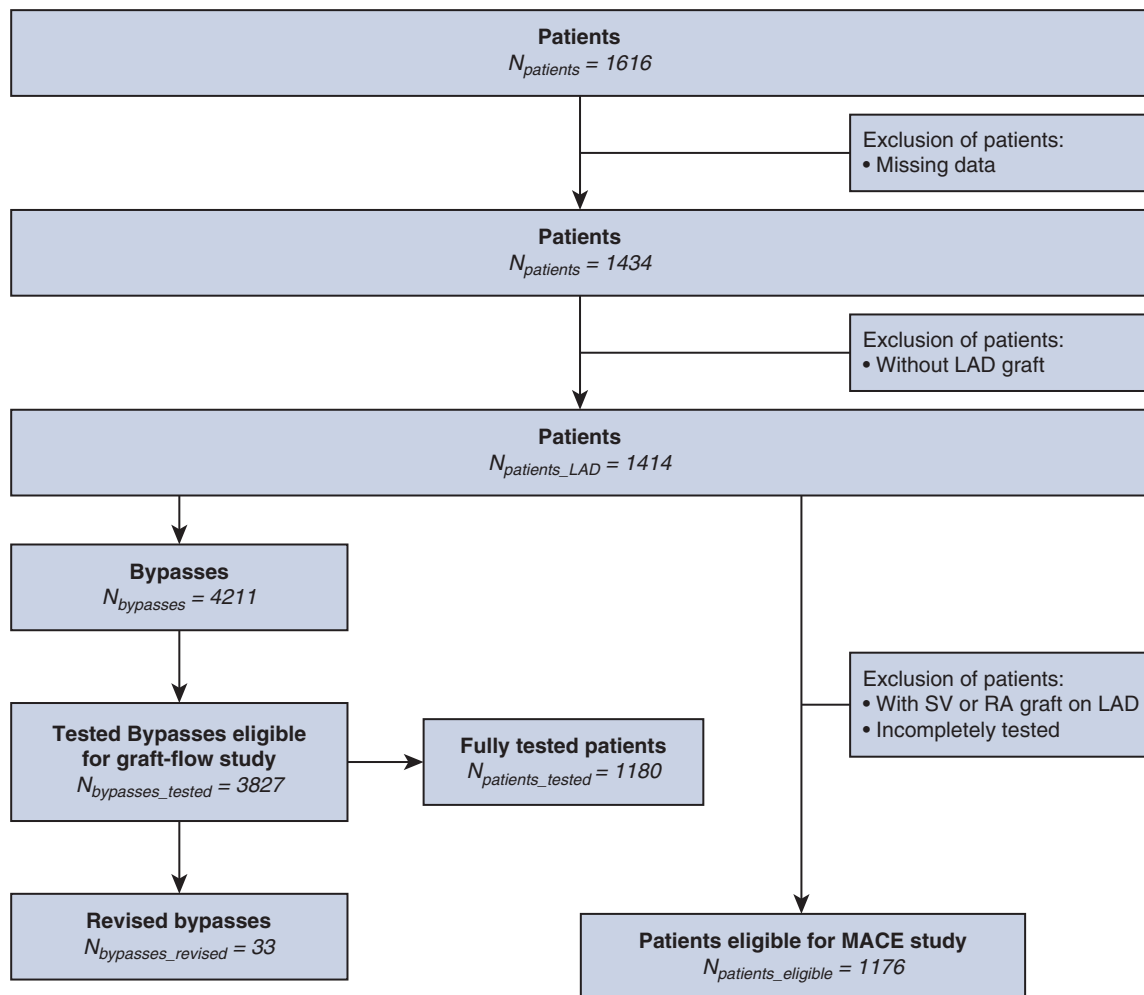 Patients
N_patients = 1616
Exclusion of patients:
• Missing data
Patients
N_patients = 1434
Exclusion of patients:
• Without LAD graft
Patients
N_patients_LAD = 1414
Bypasses
N_bypasses = 4211
Exclusion of patients:
• With SV or RA graft on LAD
• Incompletely tested
Tested Bypasses eligible
for graft-flow study
N_bypasses_tested = 3827
Fully tested patients
N_patients_tested = 1180
Revised bypasses
N_bypasses_revised = 33
Patients eligible for MACE study
N_patients_eligible = 1176